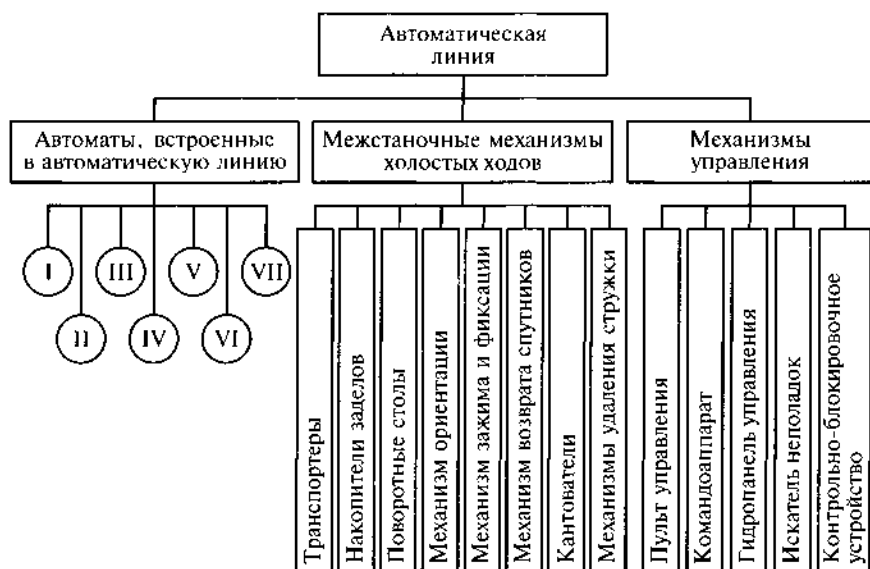 Автоматическая
линия
Автоматы, встроенные
в автоматическую линию
Межстаночные механизмы
холостых ходов
Механизмы
управления
I
II
III
IV
V
VI
VII
Транспортеры
Накопители заделов
Поворотные столы
Механизм ориентации
Механизм зажима и фиксации
Механизм возврата спутников
Кантователи
Механизмы удаления стружки
Пульт управления
Командоаппарат
Гидропанель управления
Искатель неполадок
Контрольно-блокировочное
устройство